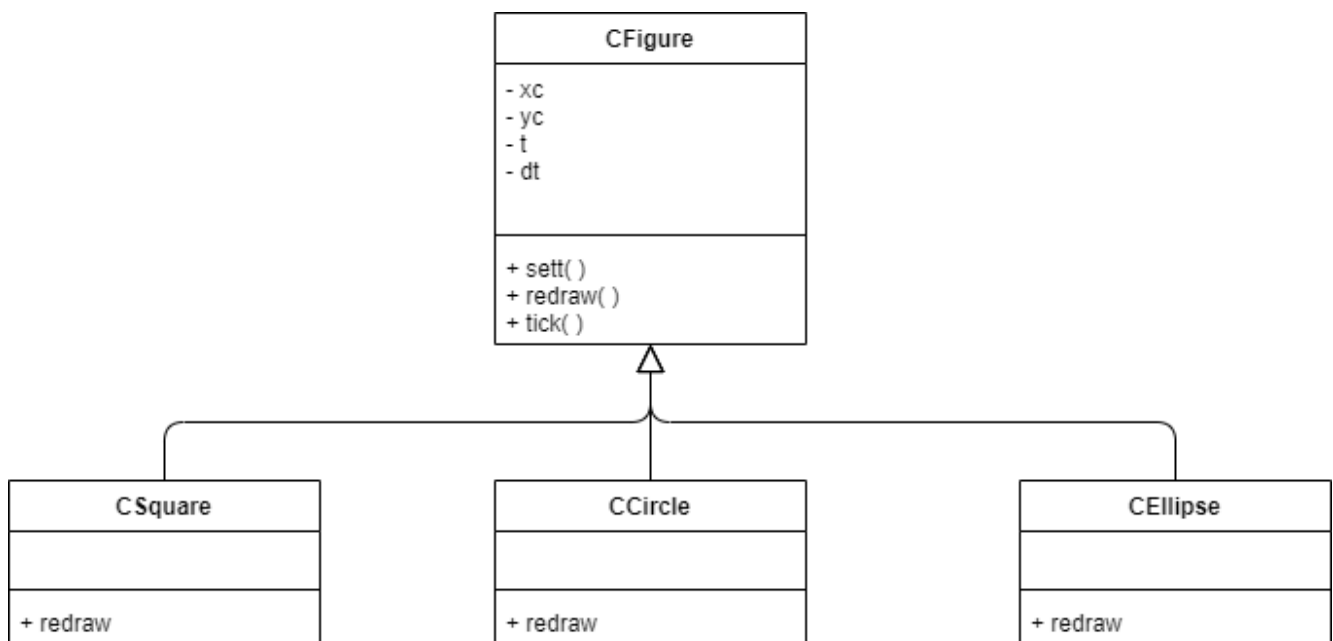 CFigure
- xc
- yc
- t
- dt
+ sett( )
+ redraw( )
+ tick( )
CSquare
+ redraw
CCircle
+ redraw
CEllipse
+ redraw